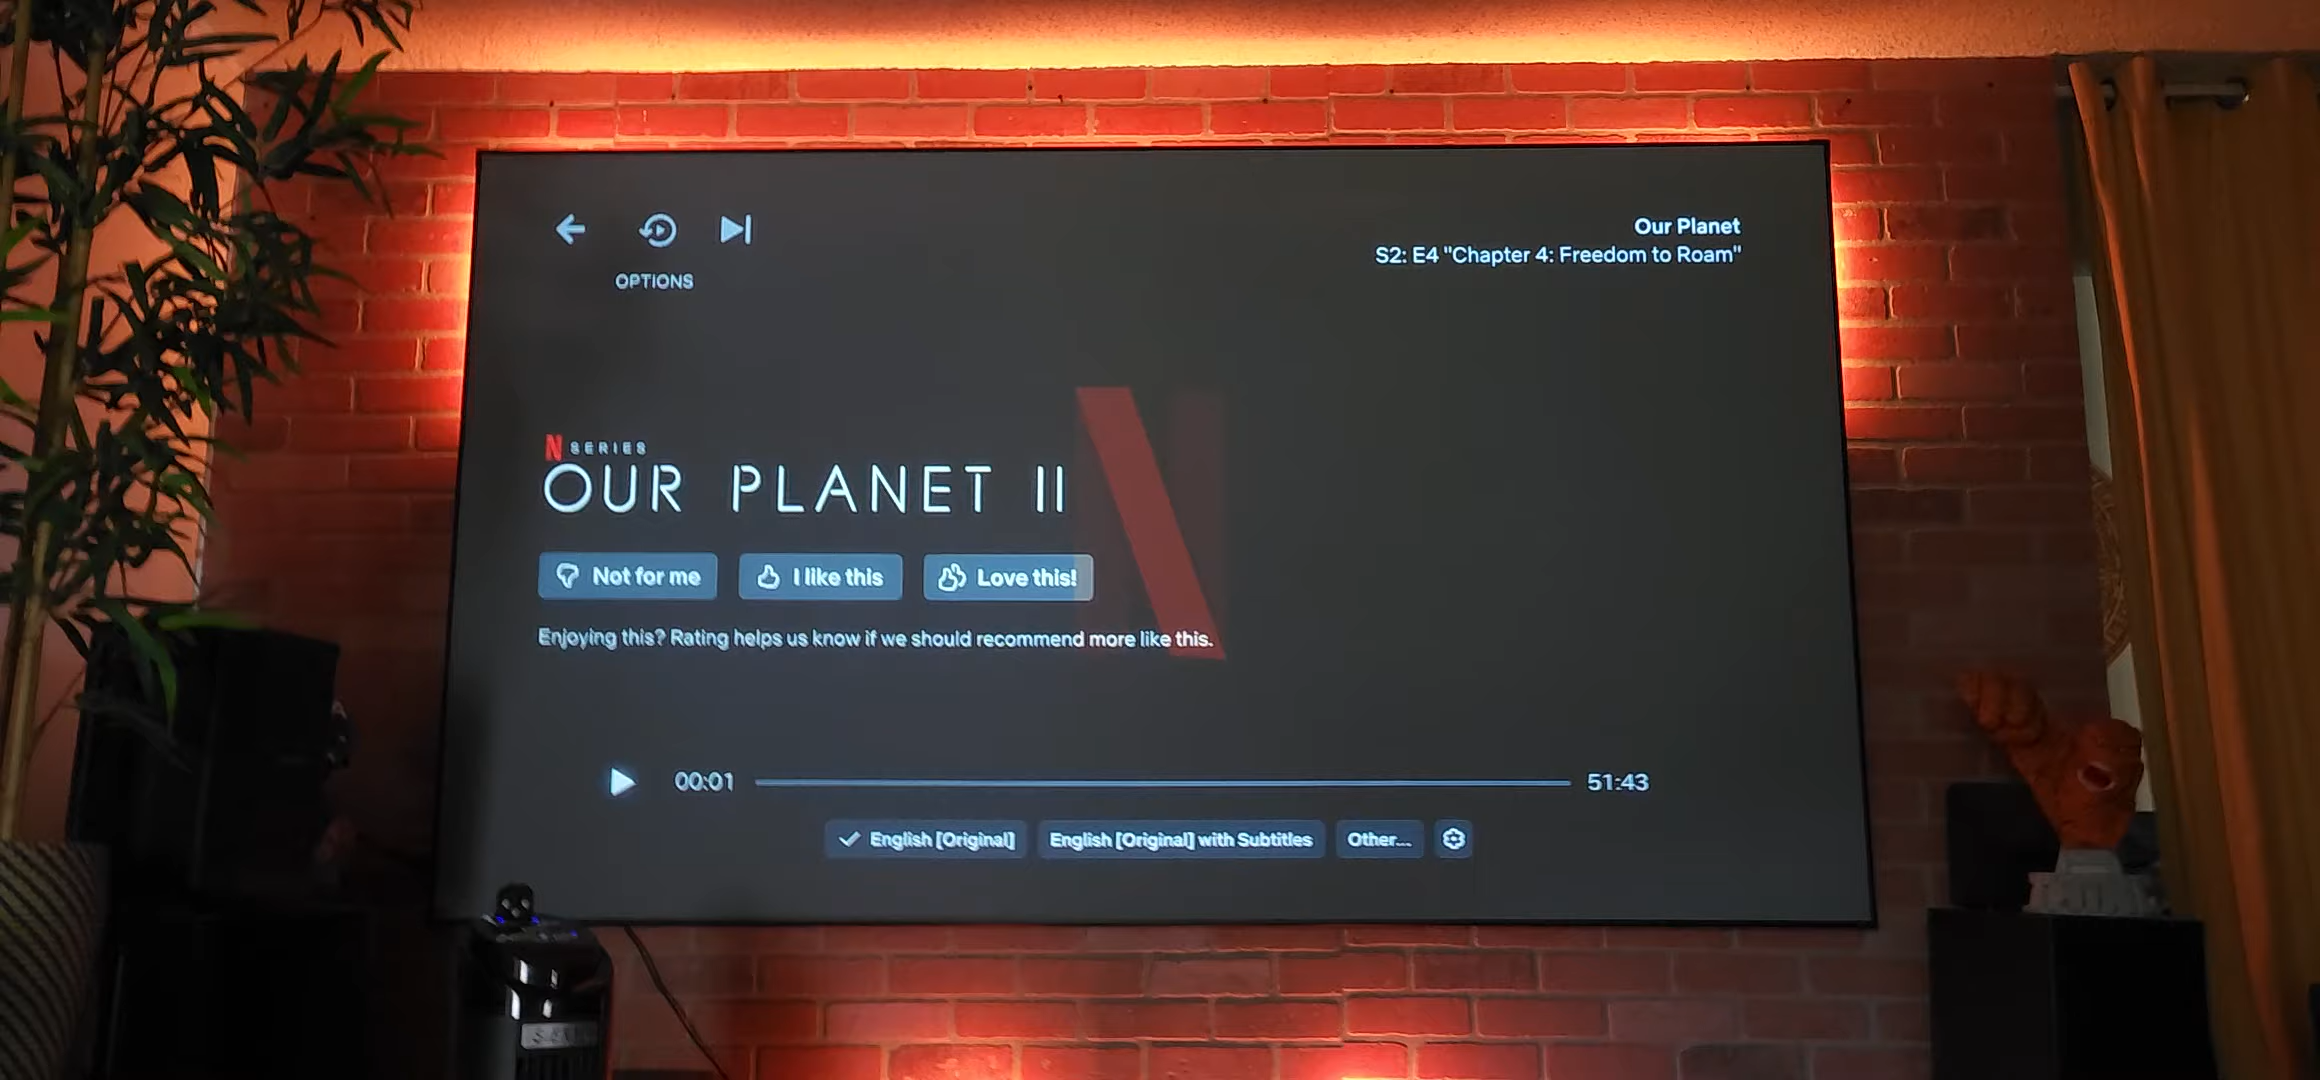 OPTIONS
Our Planet
S2: E4 "Chapter 4: Freedom to Roam"
N SERIES
OUR PLANET II
Not for me
I like this
Love this!
Enjoying this? Rating helps us know if we should recommend more like this.
00:01
51:43
English [Original]
English [Original] with Subtitles
Other...